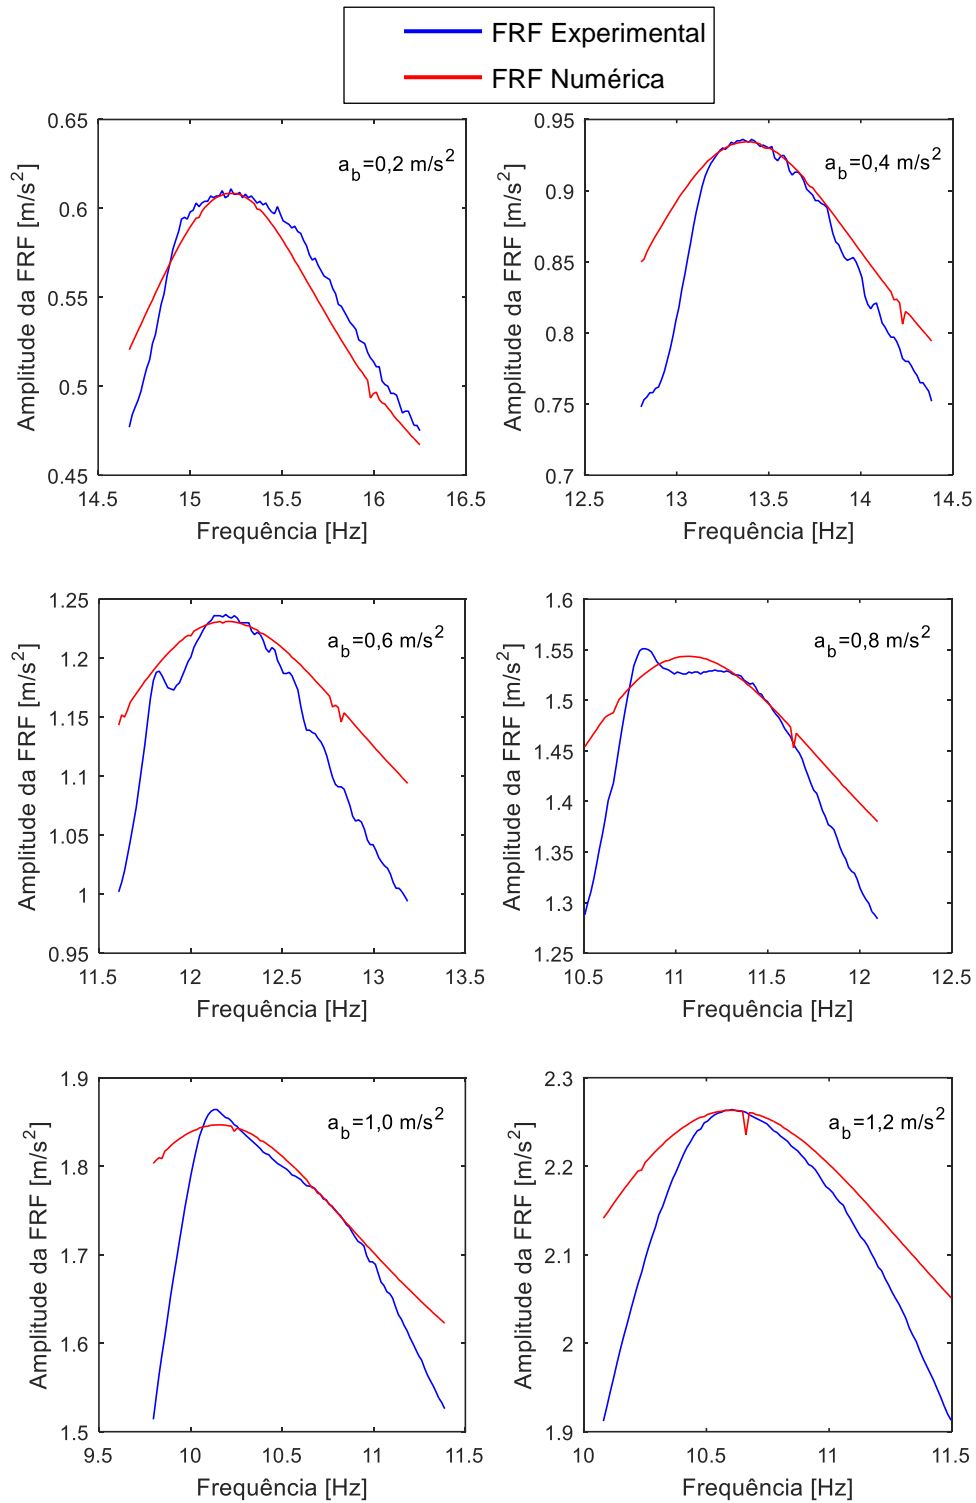 FRF Experimental
FRF Numérica
0.65
0.6
0.55
0.5
0.45
14.5 15 15.5 16 16.5
Frequência [Hz]
Amplitude da FRF [m/s²]
a_b=0,2 m/s²
0.95
0.9
0.85
0.8
0.75
0.7
12.5 13 13.5 14 14.5
Frequência [Hz]
Amplitude da FRF [m/s²]
a_b=0,4 m/s²
1.25
1.2
1.15
1.1
1.05
1
0.95
11.5 12 12.5 13 13.5
Frequência [Hz]
Amplitude da FRF [m/s²]
a_b=0,6 m/s²
1.6
1.55
1.5
1.45
1.4
1.35
1.3
1.25
10.5 11 11.5 12 12.5
Frequência [Hz]
Amplitude da FRF [m/s²]
a_b=0,8 m/s²
1.9
1.8
1.7
1.6
1.5
9.5 10 10.5 11 11.5
Frequência [Hz]
Amplitude da FRF [m/s²]
a_b=1,0 m/s²
2.3
2.2
2.1
2
1.9
10 10.5 11 11.5
Frequência [Hz]
Amplitude da FRF [m/s²]
a_b=1,2 m/s²